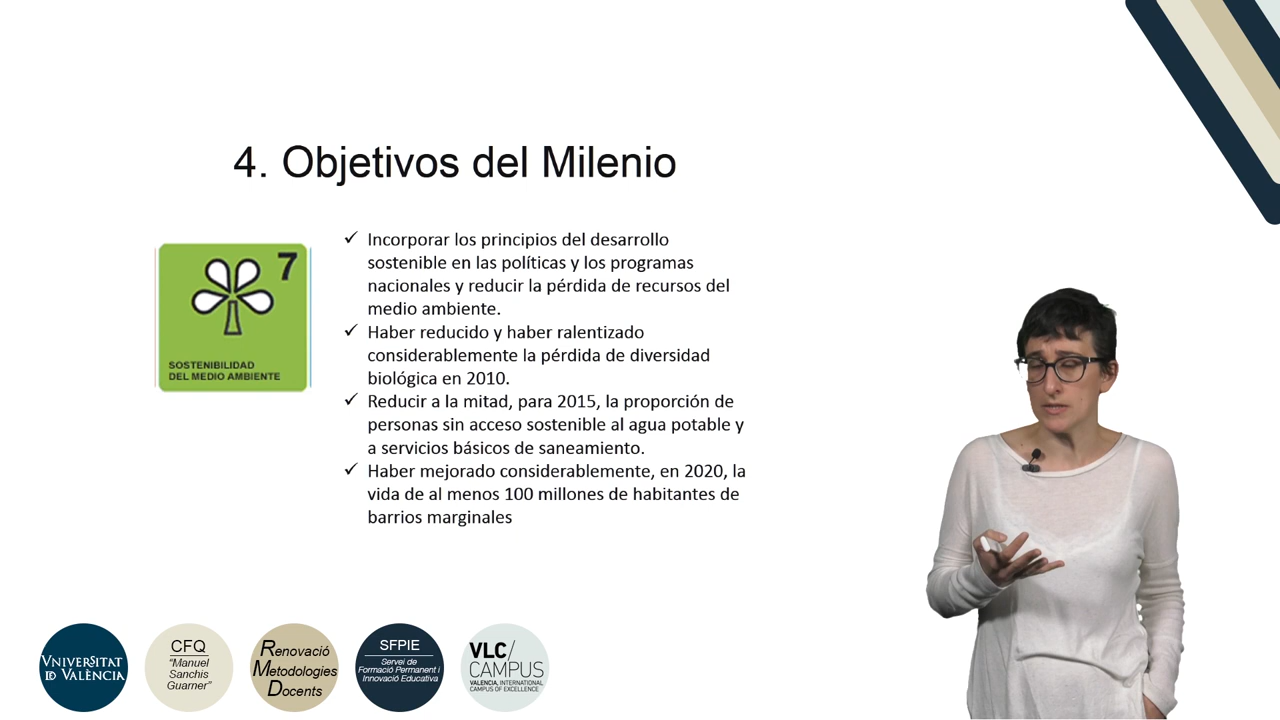 4. Objetivos del Milenio
7
SOSTENIBILIDAD
DEL MEDIO AMBIENTE
✓ Incorporar los principios del desarrollo
sostenible en las políticas y los programas
nacionales y reducir la pérdida de recursos del
medio ambiente.
✓ Haber reducido y haber ralentizado
considerablemente la pérdida de diversidad
biológica en 2010.
✓ Reducir a la mitad, para 2015, la proporción de
personas sin acceso sostenible al agua potable y
a servicios básicos de saneamiento.
✓ Haber mejorado considerablemente, en 2020, la
vida de al menos 100 millones de habitantes de
barrios marginales
VNIVERSITAT
ID VALÈNCIA
CFQ
"Manuel
Sanchis
Guarner"
Renovació
Metodologies
Docents
SFPIE
Servei de
Formació Permanent i
Innovació Educativa
VLC/
CAMPUS
VALENCIA, INTERNATIONAL
CAMPUS OF EXCELLENCE